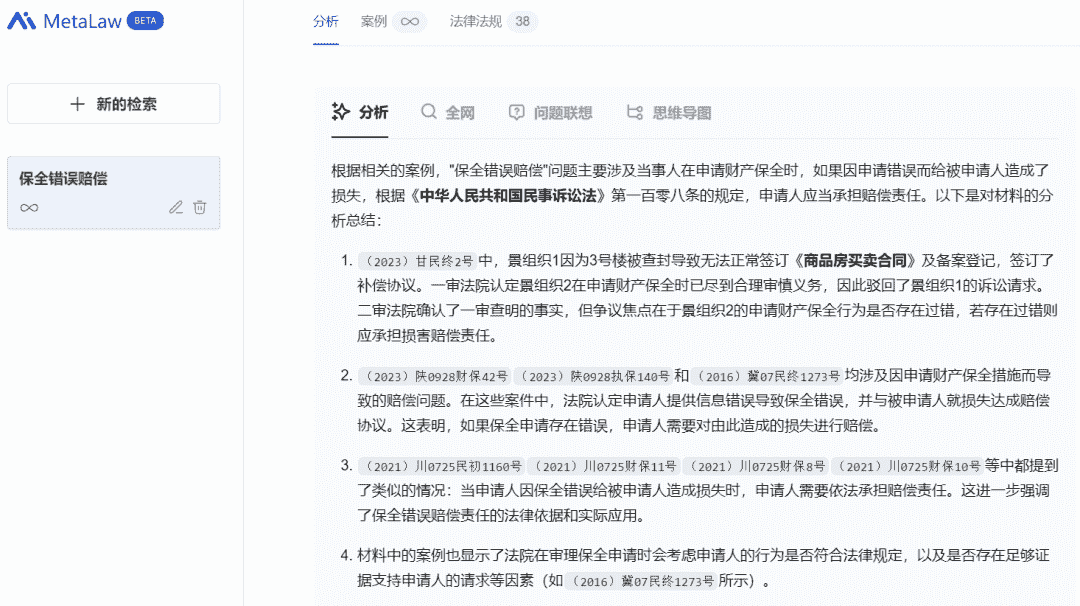 MetaLaw BETA
分析 案例 ∞ 法律法规 38
+ 新的检索
保全错误赔偿
∞
分析 全网 问题联想 思维导图
根据相关的案例，"保全错误赔偿"问题主要涉及当事人在申请财产保全时，如果因申请错误而给被申请人造成了
损失，根据《中华人民共和国民事诉讼法》第一百零八条的规定，申请人应当承担赔偿责任。以下是对材料的分
析总结：
1. （2023）甘民终2号 中，景组织1因为3号楼被查封导致无法正常签订《商品房买卖合同》及备案登记，签订了
补偿协议。一审法院认定景组织2在申请财产保全时已尽到合理审慎义务，因此驳回了景组织1的诉讼请求。
二审法院确认了一审查明的事实，但争议焦点在于景组织2的申请财产保全行为是否存在过错，若存在过错则
应承担损害赔偿责任。
2. （2023）陕0928财保42号 （2023）陕0928执保140号 和 （2016）冀07民终1273号 均涉及因申请财产保全措施而导
致的赔偿问题。在这些案件中，法院认定申请人提供信息错误导致保全错误，并与被申请人就损失达成赔偿
协议。这表明，如果保全申请存在错误，申请人需要对由此造成的损失进行赔偿。
3. （2021）川0725民初1160号 （2021）川0725财保11号 （2021）川0725财保8号 （2021）川0725财保10号 等中都提到
了类似的情况：当申请人因保全错误给被申请人造成损失时，申请人需要依法承担赔偿责任。这进一步强调
了保全错误赔偿责任的法律依据和实际应用。
4. 材料中的案例也显示了法院在审理保全申请时会考虑申请人的行为是否符合法律规定，以及是否存在足够证
据支持申请人的请求等因素（如 （2016）冀07民终1273号 所示）。